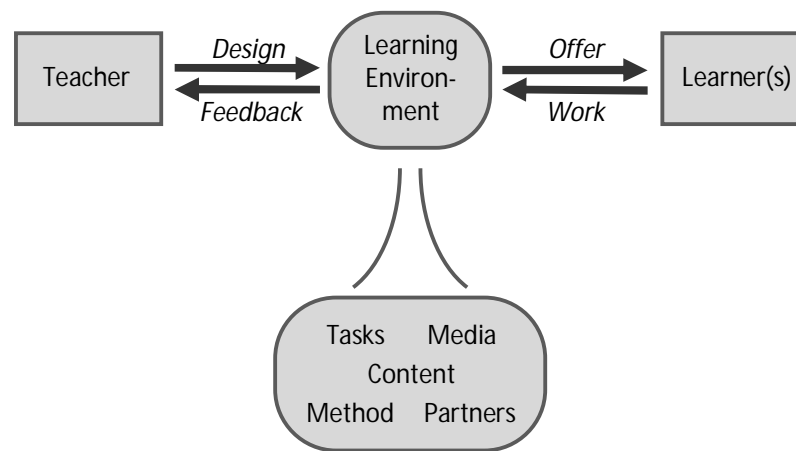 Teacher
Design
Feedback
Learning
Environ-
ment
Offer
Work
Learner(s)
Tasks Media
Content
Method Partners